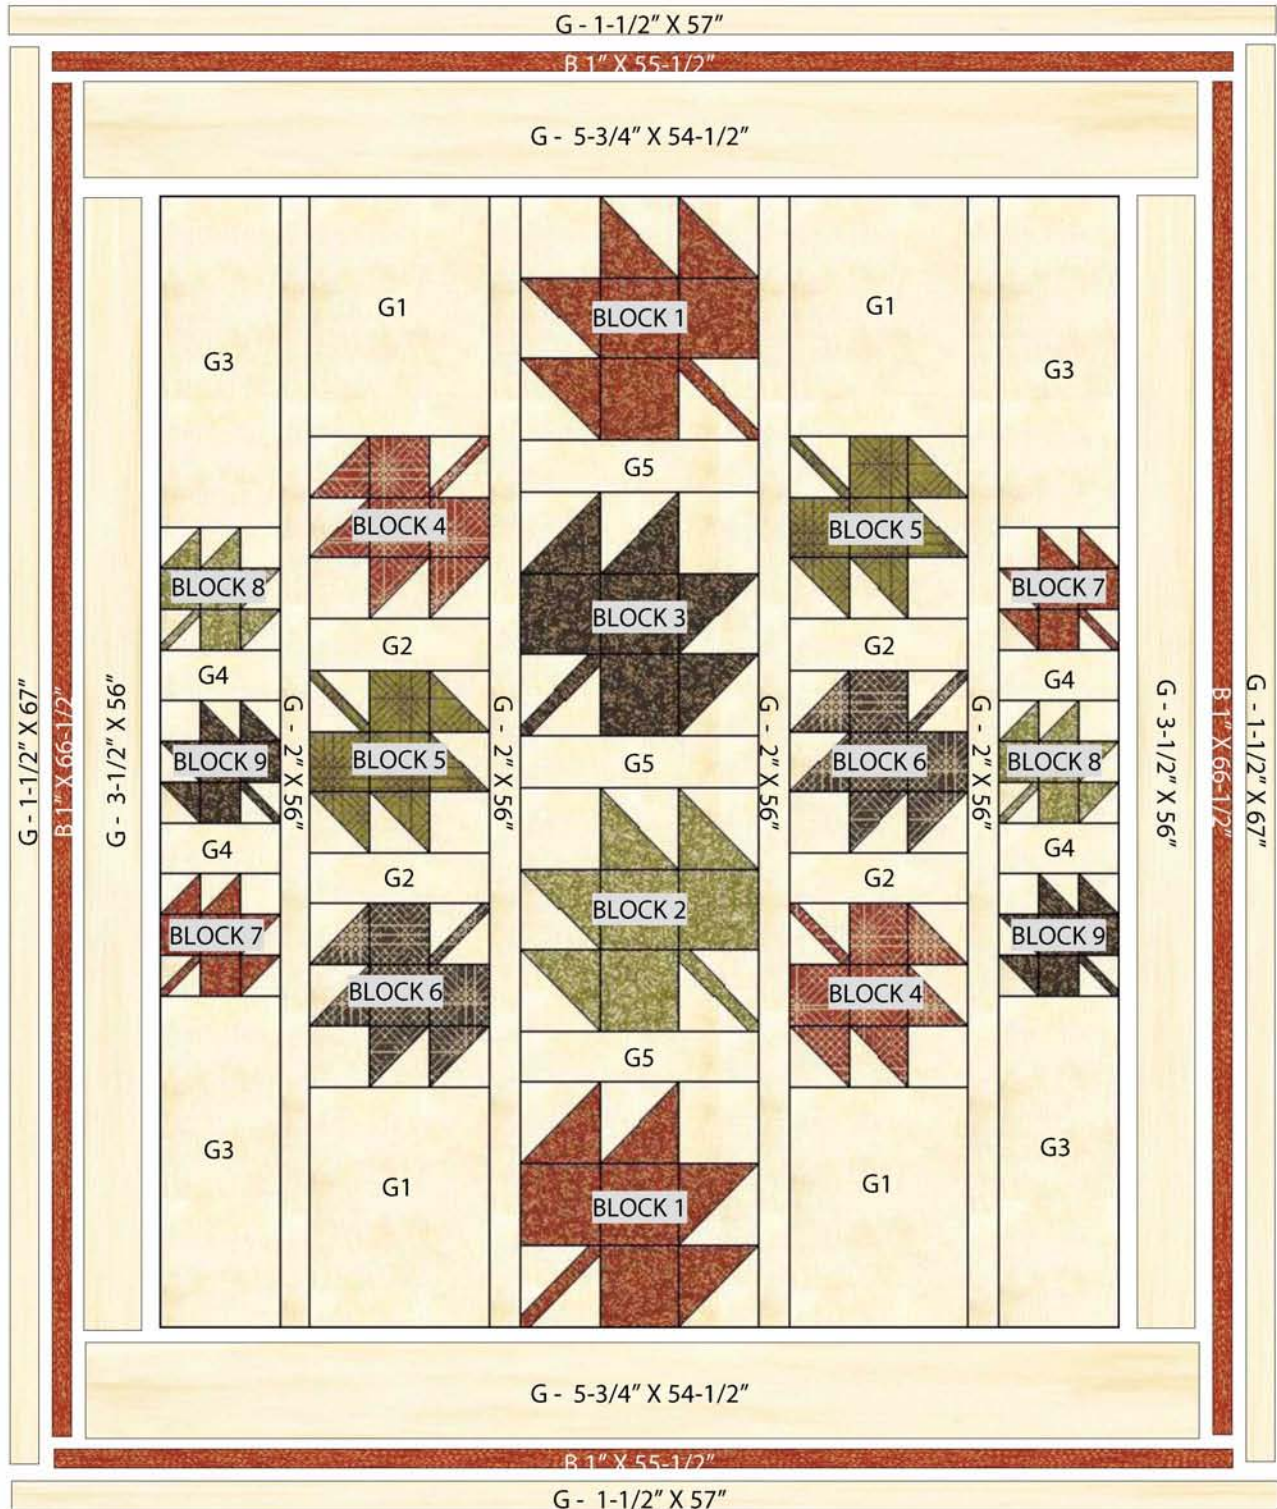 G - 1-1/2” X 57”
B 1” X 55-1/2”
G - 5-3/4” X 54-1/2”
G1
BLOCK 1
G1
G3
G3
G5
BLOCK 4
BLOCK 5
BLOCK 8
BLOCK 3
BLOCK 7
G2
G2
G4
G4
G - 1-1/2” X 67”
B 1” X 66-1/2”
G - 3-1/2” X 56”
BLOCK 9
G - 2” X 56”
BLOCK 5
G - 2” X 56”
G5
G - 2” X 56”
BLOCK 6
G - 2” X 56”
BLOCK 8
G - 3-1/2” X 56”
B 1” X 66-1/2”
G - 1-1/2” X 67”
G4
G4
G2
G2
BLOCK 2
BLOCK 7
BLOCK 9
BLOCK 6
BLOCK 4
G5
G3
G3
G1
G1
BLOCK 1
G - 5-3/4” X 54-1/2”
B 1” X 55-1/2”
G - 1-1/2” X 57”